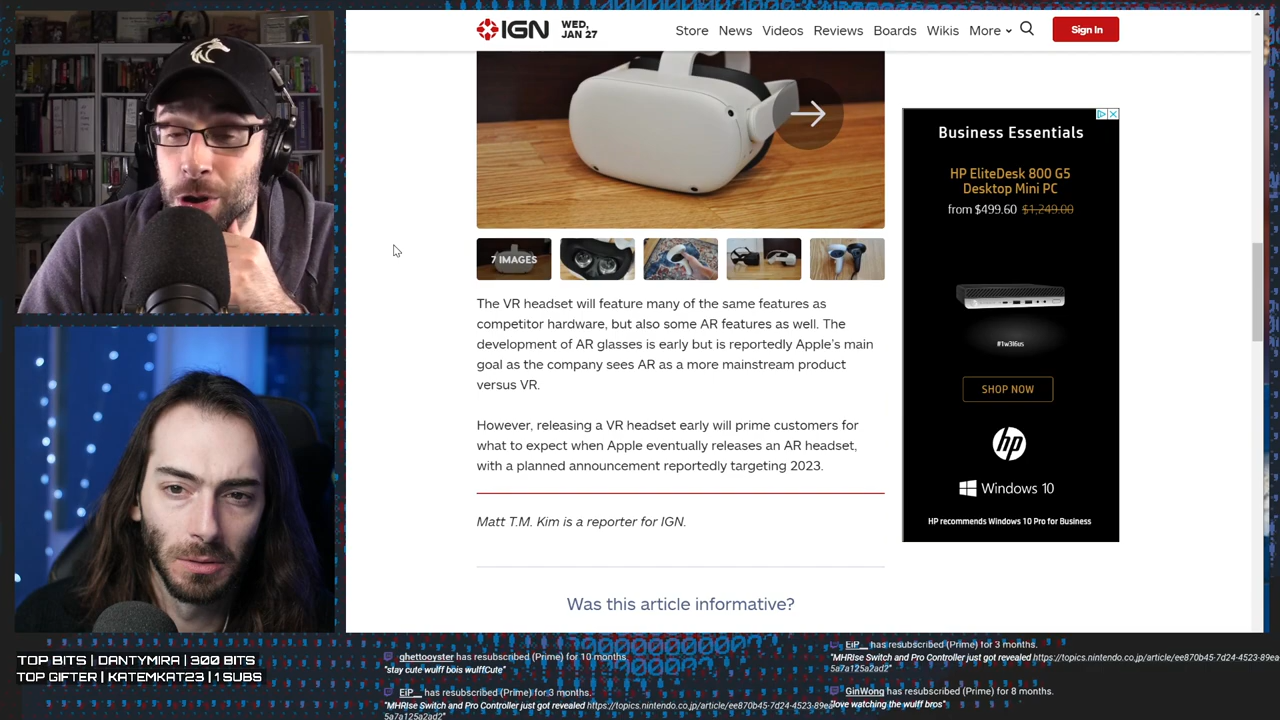 IGN
WED,
JAN 27
Store News Videos Reviews Boards Wikis More
Sign In
7 IMAGES
The VR headset will feature many of the same features as
competitor hardware, but also some AR features as well. The
development of AR glasses is early but is reportedly Apple's main
goal as the company sees AR as a more mainstream product
versus VR.
However, releasing a VR headset early will prime customers for
what to expect when Apple eventually releases an AR headset,
with a planned announcement reportedly targeting 2023.
Matt T.M. Kim is a reporter for IGN.
Was this article informative?
Business Essentials
HP EliteDesk 800 G5
Desktop Mini PC
from $499.60 $1,249.00
#1w3l6us
SHOP NOW
hp
Windows 10
HP recommends Windows 10 Pro for Business
TOP BITS | DANTYMIRA | 300 BITS
TOP GIFTER | KATEMKAT23 | 1 SUBS
ghettooyster has resubscribed (Prime) for 10 months.
"stay cute wulff bois wulffCute"
EiP__ has resubscribed (Prime) for 3 months.
"MHRIse Switch and Pro Controller just got revealed https://topics.nintendo.co.jp/article/ee870b45-7d24-4523-89ea-
5a7a125a2ad2"
EiP__ has resubscribed (Prime) for 3 months.
"MHRIse Switch and Pro Controller just got revealed https://topics.nintendo.co.jp/article/ee870b45-7d24-4523-89ea-
5a7a125a2ad2"
GinWong has resubscribed (Prime) for 8 months.
"love watching the wulff bros"